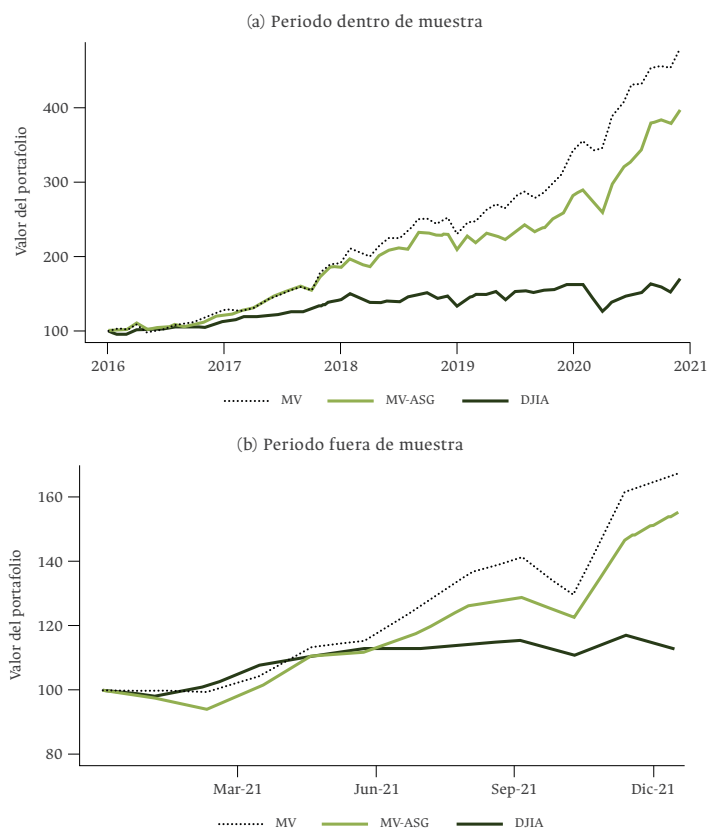 (a) Periodo dentro de muestra
Valor del portafolio
400
300
200
100
2016 2017 2018 2019 2020 2021
MV MV-ASG DJIA
(b) Periodo fuera de muestra
Valor del portafolio
160
140
120
100
80
Mar-21 Jun-21 Sep-21 Dic-21
MV MV-ASG DJIA